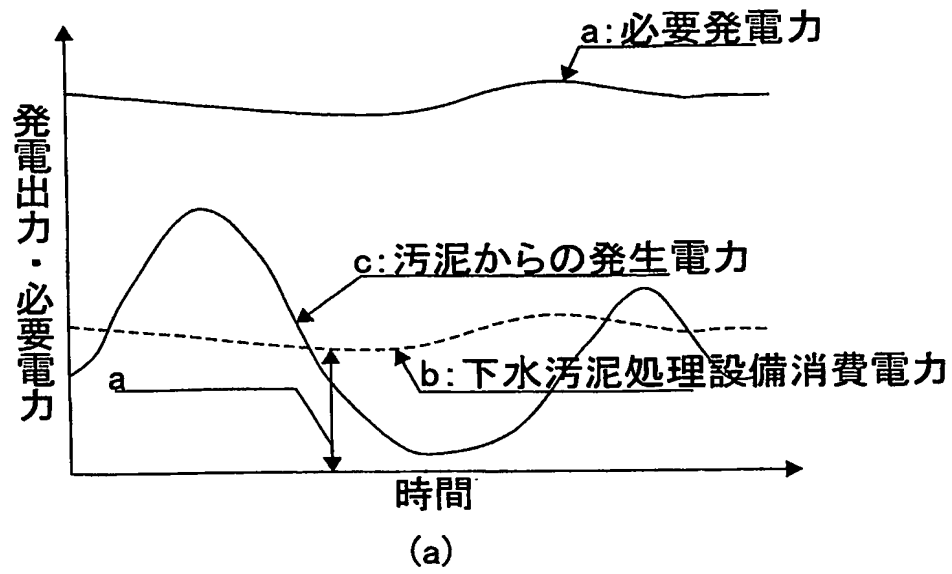 a:必要発電力
発電出力・必要電力
c:汚泥からの発生電力
b:下水汚泥処理設備消費電力
a
時間
(a)